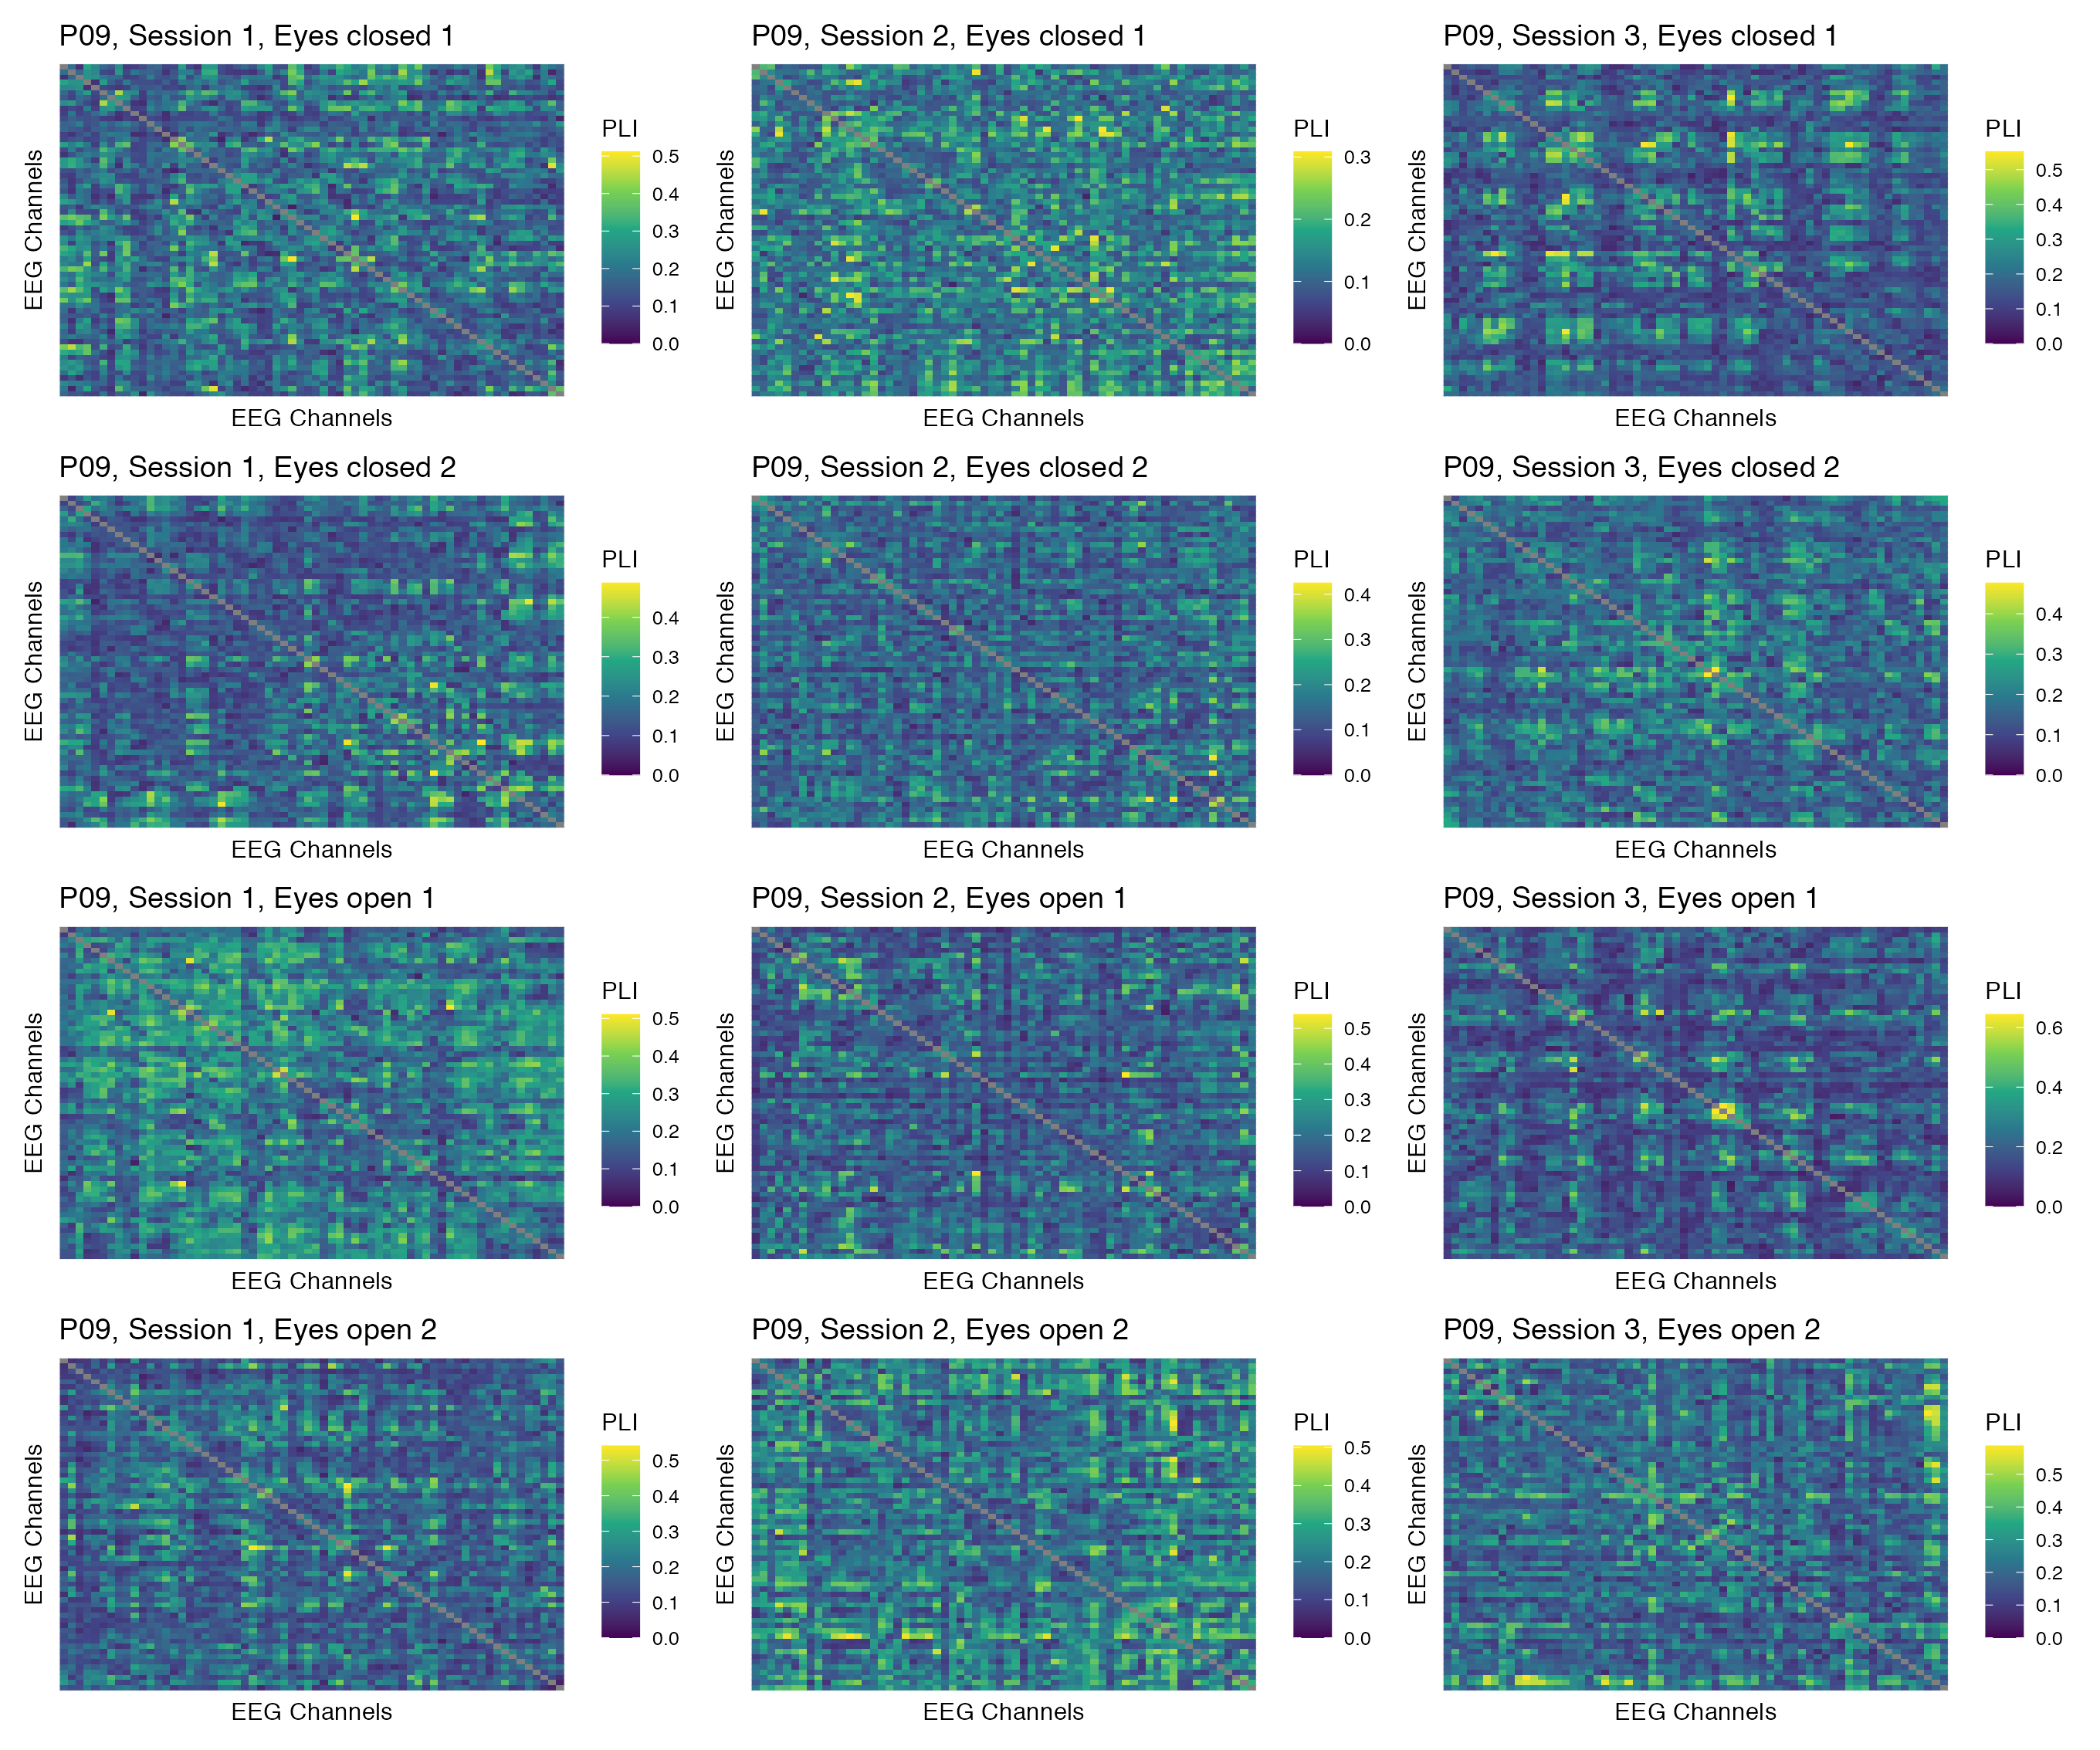 P09, Session 1, Eyes closed 1
EEG Channels
EEG Channels
PLI
0.5
0.4
0.3
0.2
0.1
0.0
P09, Session 2, Eyes closed 1
EEG Channels
EEG Channels
PLI
0.3
0.2
0.1
0.0
P09, Session 3, Eyes closed 1
EEG Channels
EEG Channels
PLI
0.5
0.4
0.3
0.2
0.1
0.0
P09, Session 1, Eyes closed 2
EEG Channels
EEG Channels
PLI
0.4
0.3
0.2
0.1
0.0
P09, Session 2, Eyes closed 2
EEG Channels
EEG Channels
PLI
0.4
0.3
0.2
0.1
0.0
P09, Session 3, Eyes closed 2
EEG Channels
EEG Channels
PLI
0.4
0.3
0.2
0.1
0.0
P09, Session 1, Eyes open 1
EEG Channels
EEG Channels
PLI
0.5
0.4
0.3
0.2
0.1
0.0
P09, Session 2, Eyes open 1
EEG Channels
EEG Channels
PLI
0.5
0.4
0.3
0.2
0.1
0.0
P09, Session 3, Eyes open 1
EEG Channels
EEG Channels
PLI
0.6
0.4
0.2
0.0
P09, Session 1, Eyes open 2
EEG Channels
EEG Channels
PLI
0.5
0.4
0.3
0.2
0.1
0.0
P09, Session 2, Eyes open 2
EEG Channels
EEG Channels
PLI
0.5
0.4
0.3
0.2
0.1
0.0
P09, Session 3, Eyes open 2
EEG Channels
EEG Channels
PLI
0.5
0.4
0.3
0.2
0.1
0.0